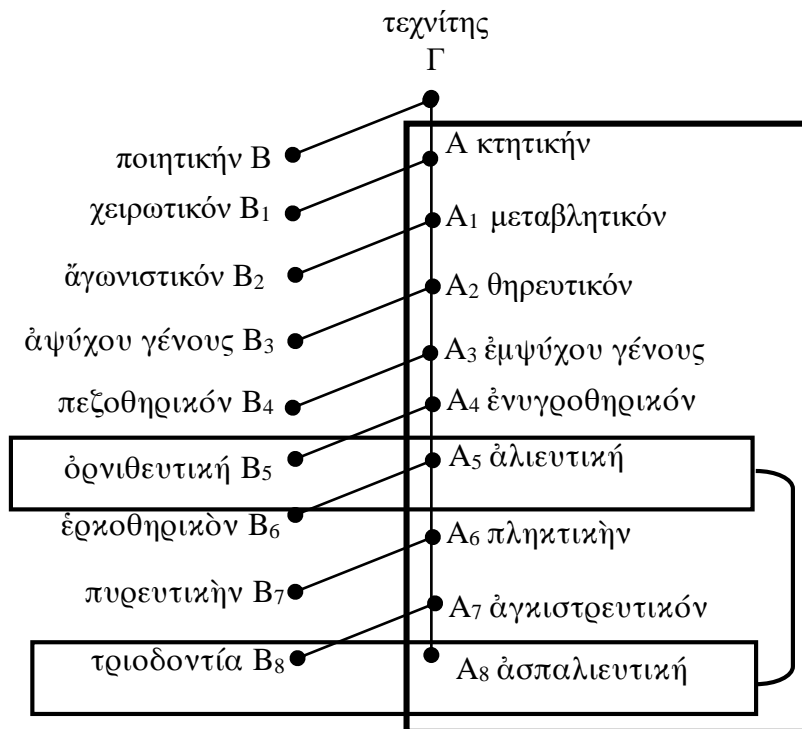 τεχνίτης
Γ
ποιητικήν Β
Α κτητικήν
χειρωτικόν Β₁
Α₁ μεταβλητικόν
ἄγωνιστικόν Β₂
Α₂ θηρευτικόν
ἀψύχου γένους Β₃
Α₃ ἐμψύχου γένους
πεζοθηρικόν Β₄
Α₄ ἐνυγροθηρικόν
ὀρνιθευτική Β₅
Α₅ ἁλιευτική
ἑρκοθηρικὸν Β₆
Α₆ πληκτικὴν
πυρευτικὴν Β₇
Α₇ ἀγκιστρευτικόν
τριοδοντία Β₈
Α₈ ἀσπαλιευτική